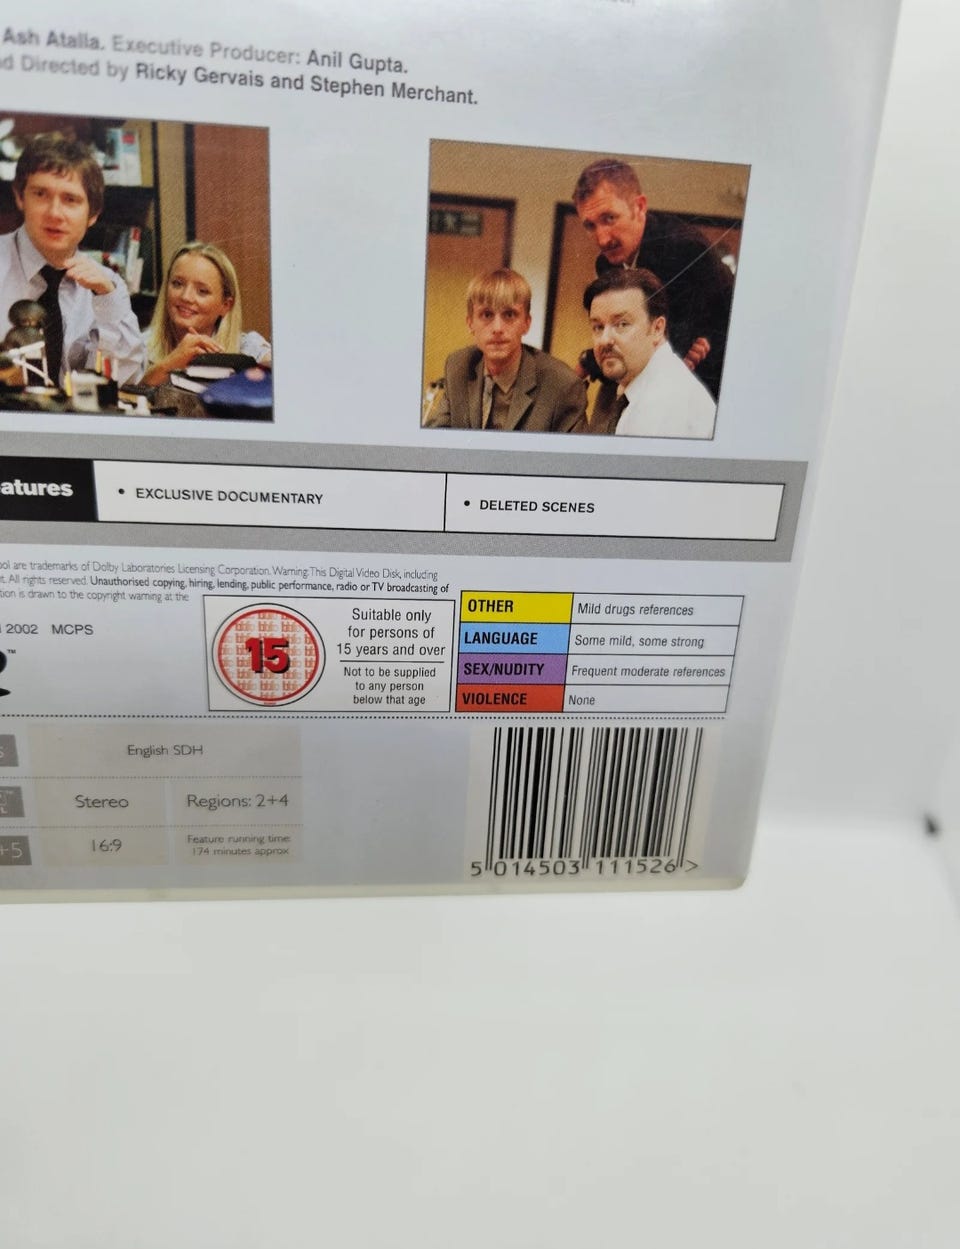 Ash Atalla. Executive Producer: Anil Gupta.
Directed by Ricky Gervais and Stephen Merchant.
• EXCLUSIVE DOCUMENTARY
• DELETED SCENES
are trademarks of Dolby Laboratories Licensing Corporation. Warning: This Digital Video Disk, including
All rights reserved. Unauthorised copying, hiring, lending, public performance, radio or TV broadcasting of
is drawn to the copyright warning at the
2002 MCPS
15
Suitable only
for persons of
15 years and over
Not to be supplied
to any person
below that age
OTHER Mild drugs references
LANGUAGE Some mild, some strong
SEX/NUDITY Frequent moderate references
VIOLENCE None
English SDH
Stereo
Regions: 2+4
16:9
Feature running time:
174 minutes approx
5 014503 111526 >